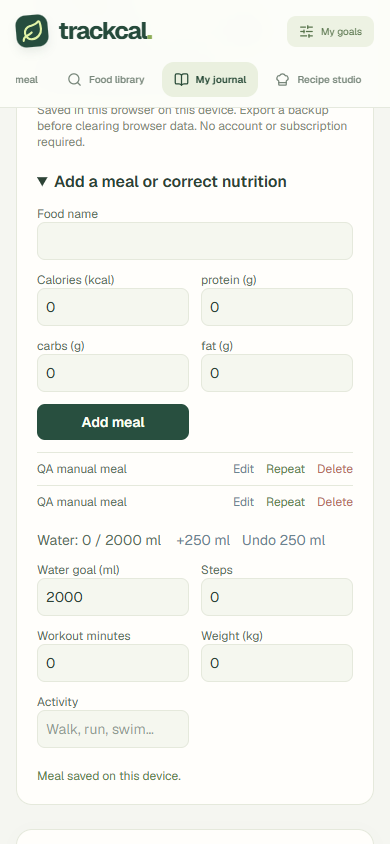 trackcal.
My goals
meal
Food library
My journal
Recipe studio
Saved in this browser on this device. Export a backup
before clearing browser data. No account or subscription
required.
▼ Add a meal or correct nutrition
Food name
Calories (kcal) protein (g)
0 0
carbs (g) fat (g)
0 0
Add meal
QA manual meal Edit Repeat Delete
QA manual meal Edit Repeat Delete
Water: 0 / 2000 ml +250 ml Undo 250 ml
Water goal (ml) Steps
2000 0
Workout minutes Weight (kg)
0 0
Activity
Walk, run, swim...
Meal saved on this device.